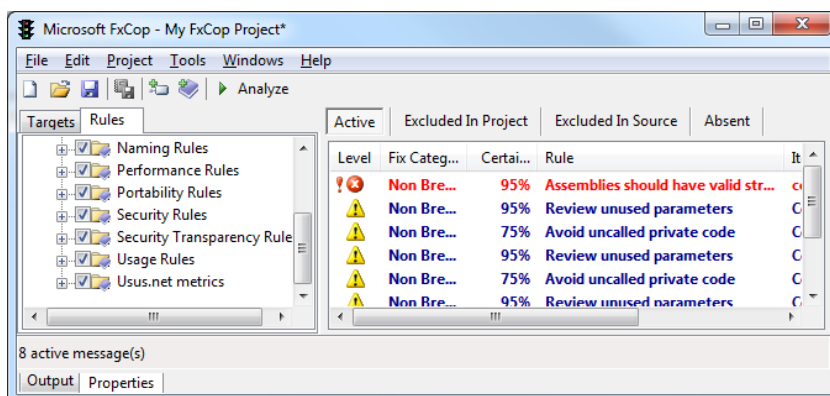 Microsoft FxCop - My FxCop Project*
File Edit Project Tools Windows Help
Analyze
Targets Rules
Naming Rules
Performance Rules
Portability Rules
Security Rules
Security Transparency Rule
Usage Rules
Usus.net metrics
Active Excluded In Project Excluded In Source Absent
Level Fix Categ... Certai... Rule It
Non Bre... 95% Assemblies should have valid str... c
Non Bre... 95% Review unused parameters C
Non Bre... 75% Avoid uncalled private code C
Non Bre... 95% Review unused parameters C
Non Bre... 75% Avoid uncalled private code C
Non Bre... 95% Review unused parameters C
8 active message(s)
Output Properties